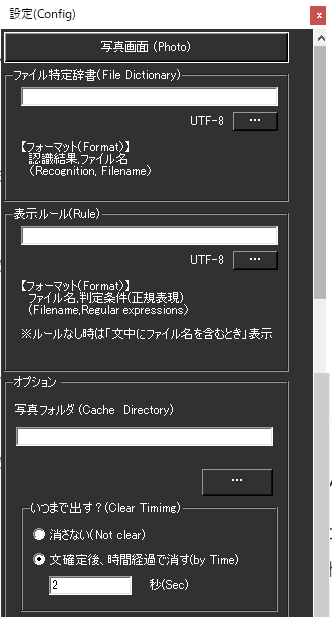 設定(Config)
写真画面 (Photo)
ファイル特定辞書(File Dictionary)
UTF-8 ...
【フォーマット(Format)】
認識結果,ファイル名
(Recognition, Filename)
表示ルール(Rule)
UTF-8 ...
【フォーマット(Format)】
ファイル名,判定条件(正規表現)
(Filename,Regular expressions)
※ルールなし時は「文中にファイル名を含むとき」表示
オプション
写真フォルダ(Cache Directory)
...
いつまで出す？(Clear Timimg)
消さない(Not clear)
文確定後、時間経過で消す(by Time)
2 秒(Sec)